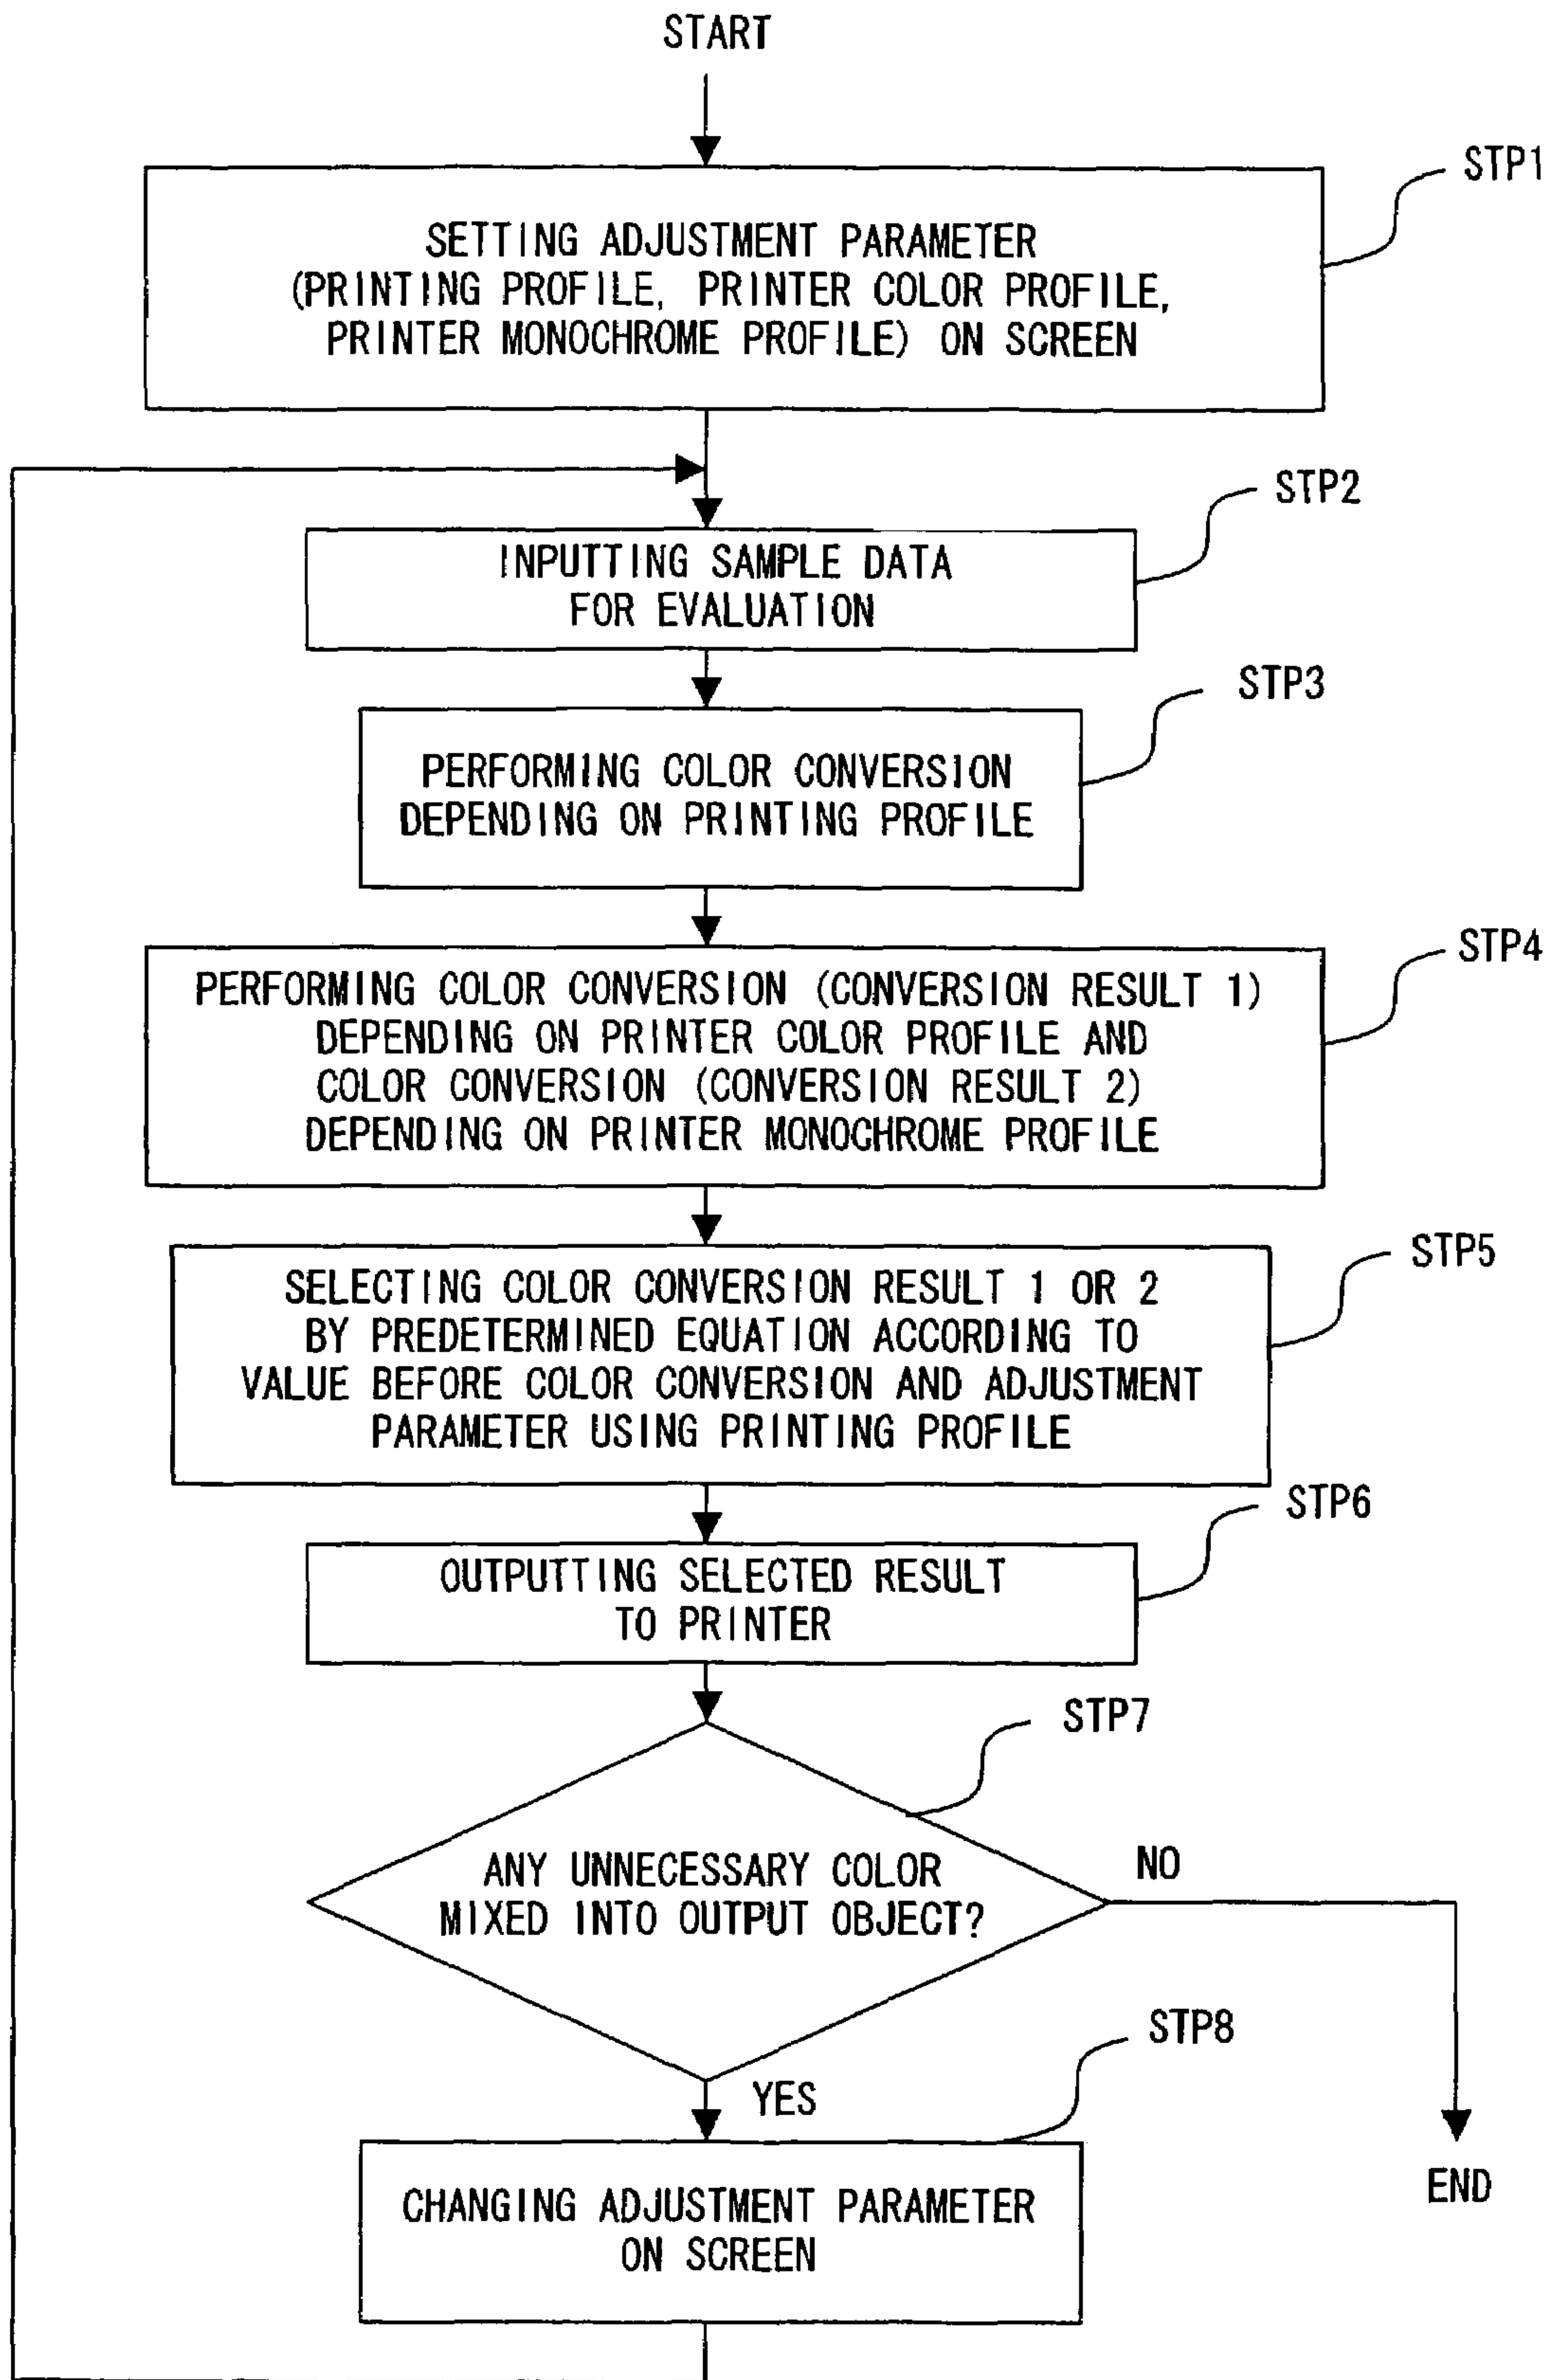 START
STP1
SETTING ADJUSTMENT PARAMETER
(PRINTING PROFILE, PRINTER COLOR PROFILE,
PRINTER MONOCHROME PROFILE) ON SCREEN
STP2
INPUTTING SAMPLE DATA
FOR EVALUATION
STP3
PERFORMING COLOR CONVERSION
DEPENDING ON PRINTING PROFILE
STP4
PERFORMING COLOR CONVERSION (CONVERSION RESULT 1)
DEPENDING ON PRINTER COLOR PROFILE AND
COLOR CONVERSION (CONVERSION RESULT 2)
DEPENDING ON PRINTER MONOCHROME PROFILE
STP5
SELECTING COLOR CONVERSION RESULT 1 OR 2
BY PREDETERMINED EQUATION ACCORDING TO
VALUE BEFORE COLOR CONVERSION AND ADJUSTMENT
PARAMETER USING PRINTING PROFILE
STP6
OUTPUTTING SELECTED RESULT
TO PRINTER
STP7
ANY UNNECESSARY COLOR
MIXED INTO OUTPUT OBJECT?
NO
YES
STP8
CHANGING ADJUSTMENT PARAMETER
ON SCREEN
END